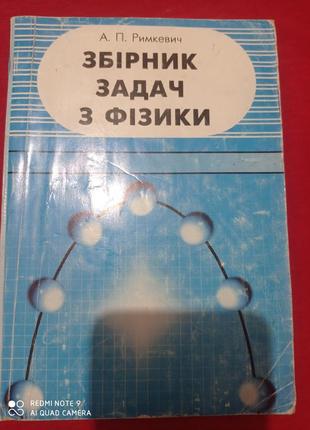 А. П. Римкевич
ЗБІРНИК
ЗАДАЧ
З ФІЗИКИ
REDMI NOTE 9
AI QUAD CAMERA